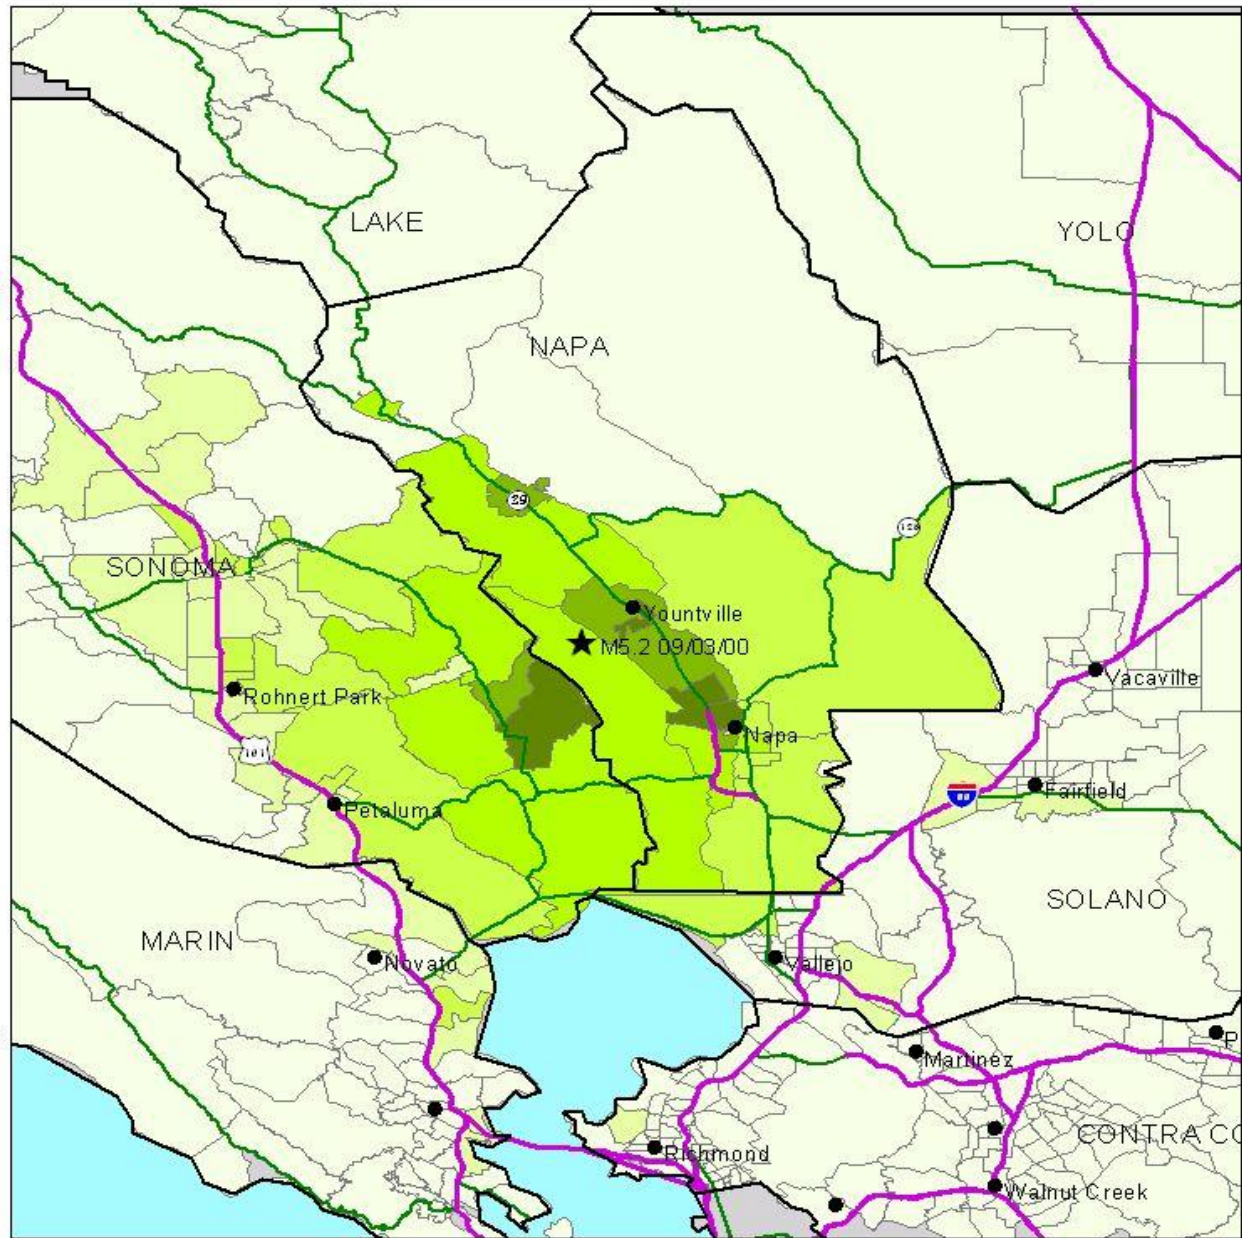 LAKE
YOLO
NAPA
29
128
SONOMA
Yountville
M5.2 09/03/00
Vacaville
Rohnert Park
Napa
101
Fairfield
80
Petaluma
SOLANO
MARIN
Novato
Vallejo
P
Martinez
CONTRA CO
Richmond
Walnut Creek